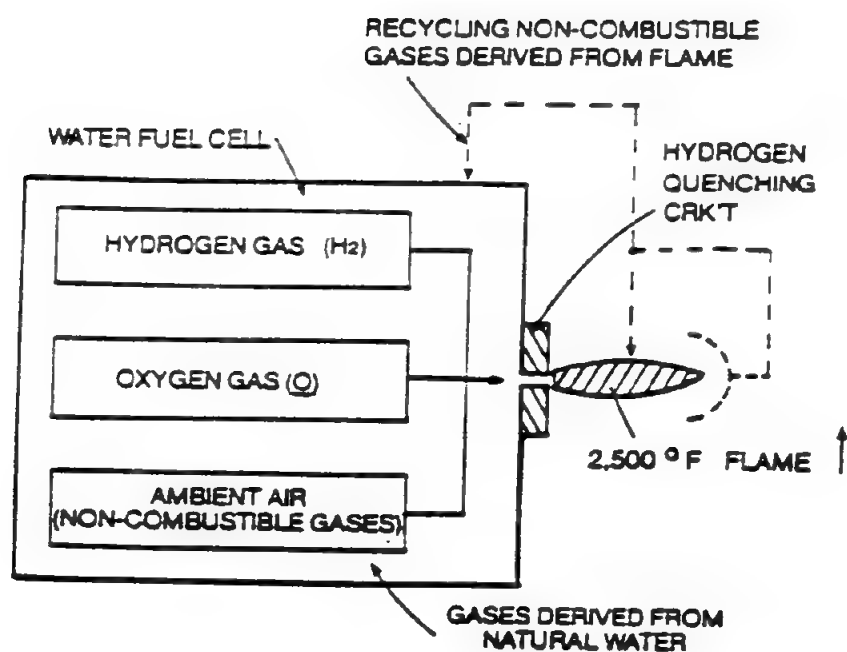 RECYCLING NON-COMBUSTIBLE
GASES DERIVED FROM FLAME
WATER FUEL CELL
HYDROGEN
QUENCHING
CRK'T
HYDROGEN GAS (H2)
OXYGEN GAS (O)
AMBIENT AIR
(NON-COMBUSTIBLE GASES)
2,500 ° F FLAME
GASES DERIVED FROM
NATURAL WATER